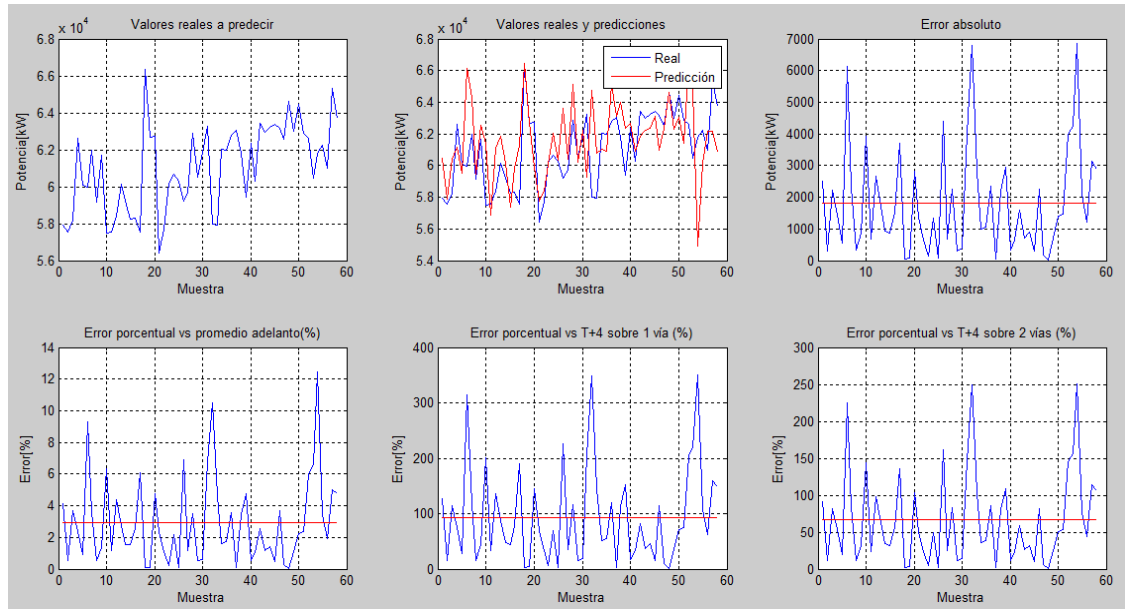 Valores reales a predecir
x 10^4
6.8
6.6
6.4
6.2
6
5.8
5.6
Potencia[kW]
0 10 20 30 40 50 60
Muestra
Valores reales y predicciones
x 10^4
6.8
6.6
6.4
6.2
6
5.8
5.6
5.4
Potencia[kW]
Real
Predicción
0 10 20 30 40 50 60
Muestra
Error absoluto
7000
6000
5000
4000
3000
2000
1000
0
0 10 20 30 40 50 60
Muestra
Error porcentual vs promedio adelanto(%)
14
12
10
8
6
4
2
0
Error[%]
0 10 20 30 40 50 60
Muestra
Error porcentual vs T+4 sobre 1 vía (%)
400
300
200
100
0
Error[%]
0 10 20 30 40 50 60
Muestra
Error porcentual vs T+4 sobre 2 vías (%)
300
250
200
150
100
50
0
Error[%]
0 10 20 30 40 50 60
Muestra